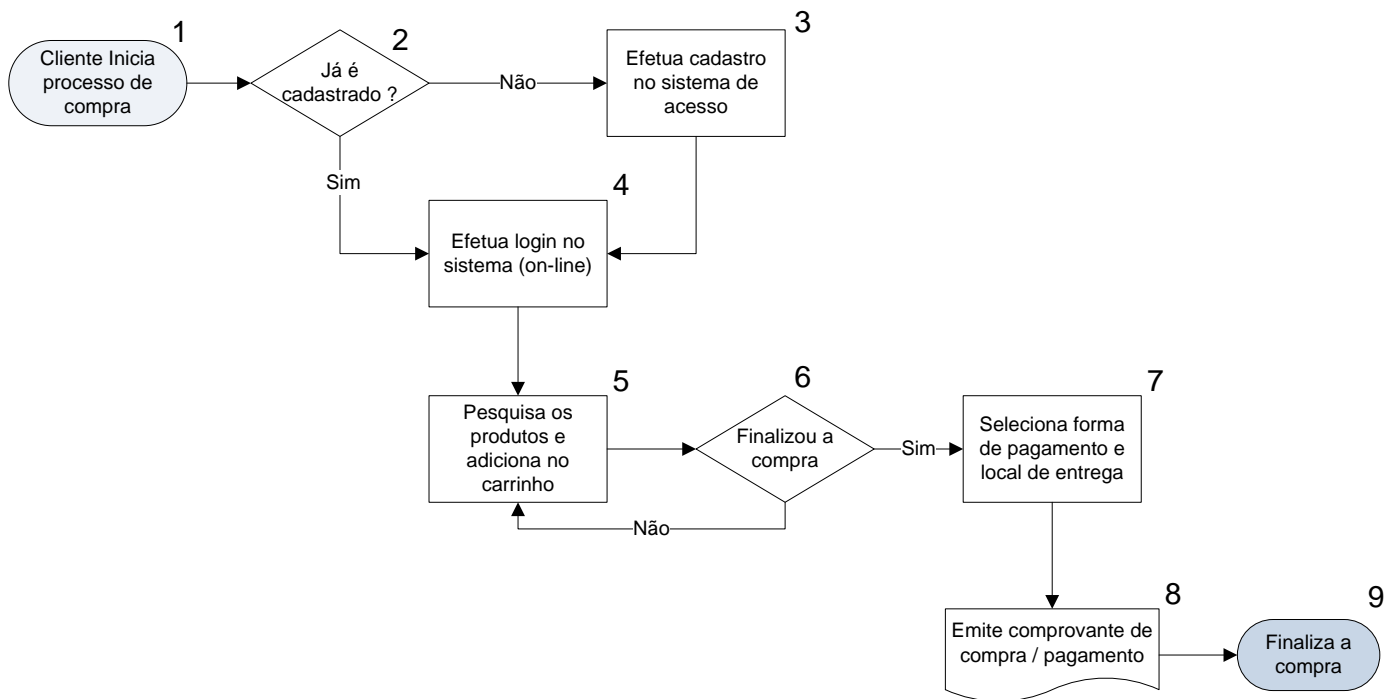 1
Cliente Inicia
processo de
compra
2
Já é
cadastrado ?
Não
3
Efetua cadastro
no sistema de
acesso
Sim
4
Efetua login no
sistema (on-line)
5
Pesquisa os
produtos e
adiciona no
carrinho
6
Finalizou a
compra
Não
Sim
7
Seleciona forma
de pagamento e
local de entrega
8
Emite comprovante de
compra / pagamento
9
Finaliza a
compra